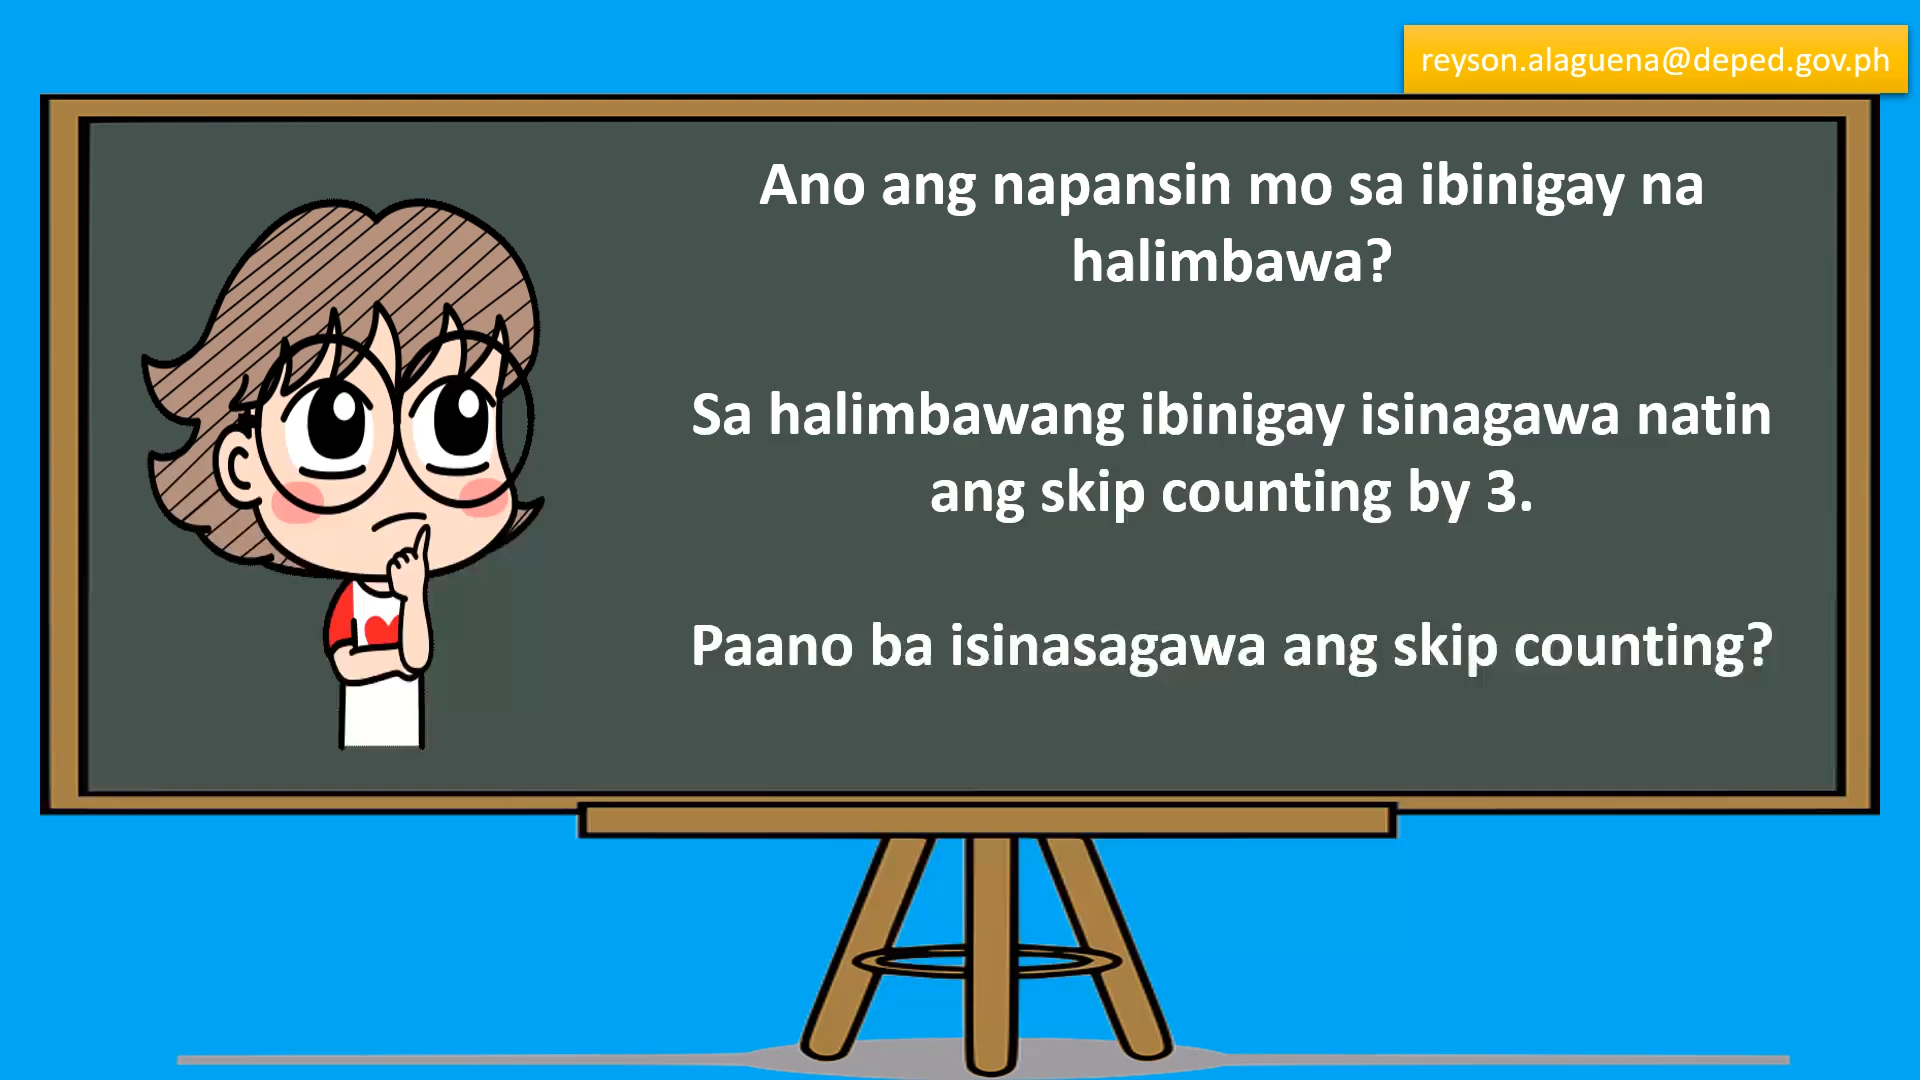 reyson.alaguena@deped.gov.ph
Ano ang napansin mo sa ibinigay na
halimbawa?
Sa halimbawang ibinigay isinagawa natin
ang skip counting by 3.
Paano ba isinasagawa ang skip counting?